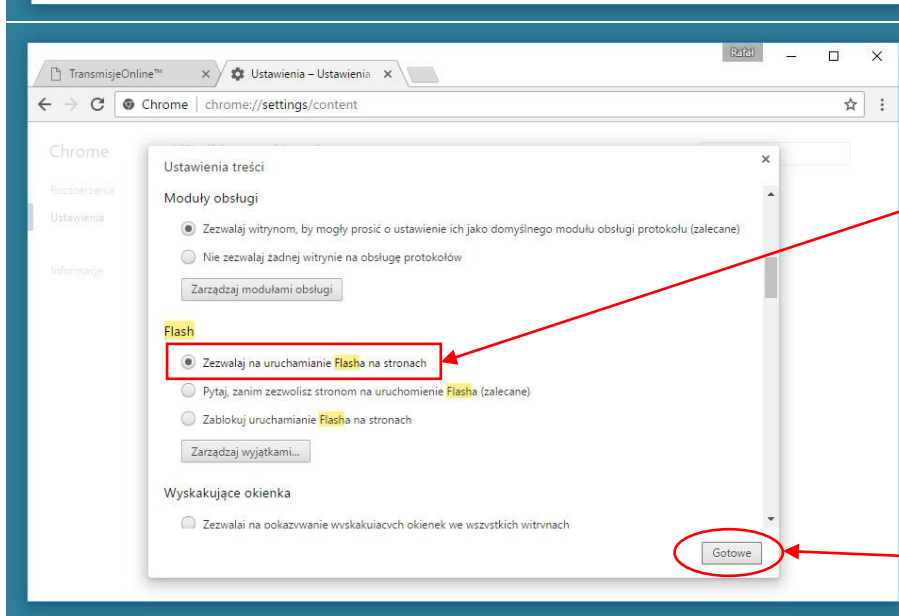 Rafał
TransmisjeOnline™
Ustawienia – Ustawienia
Chrome | chrome://settings/content
Chrome
Ustawienia treści
Rozszerzenia
Moduły obsługi
Ustawienia
Zezwalaj witrynom, by mogły prosić o ustawienie ich jako domyślnego modułu obsługi protokołu (zalecane)
Nie zezwalaj żadnej witrynie na obsługę protokołów
Informacje
Zarządzaj modułami obsługi
Flash
Zezwalaj na uruchamianie Flasha na stronach
Pytaj, zanim zezwolisz stronom na uruchomienie Flasha (zalecane)
Zablokuj uruchamianie Flasha na stronach
Zarządzaj wyjątkami...
Wyskakujące okienka
Zezwalaj na pokazywanie wyskakujących okienek we wszystkich witrynach
Gotowe